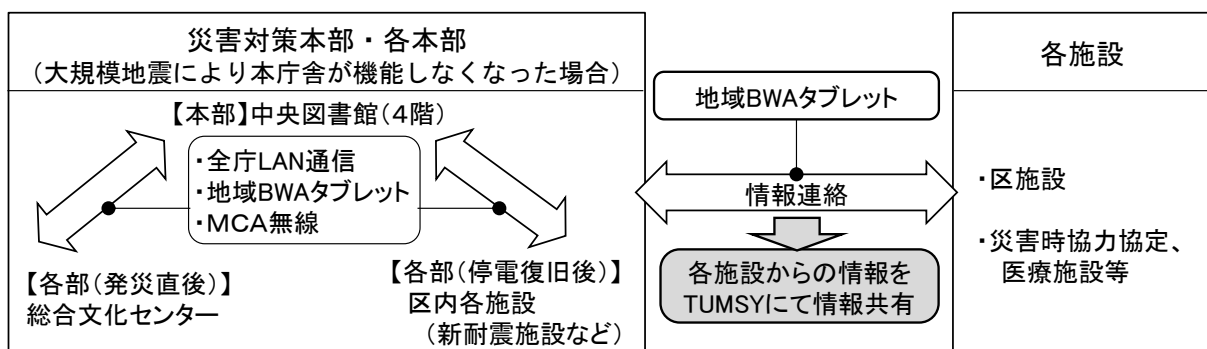 災害対策本部・各本部
(大規模地震により本庁舎が機能しなくなった場合)
【本部】中央図書館(4階)
・全庁LAN通信
・地域BWAタブレット
・MCA無線
【各部(発災直後)】
総合文化センター
【各部(停電復旧後)】
区内各施設
(新耐震施設など)
地域BWAタブレット
情報連絡
各施設からの情報を
TUMSYにて情報共有
各施設
・区施設
・災害時協力協定、
医療施設等